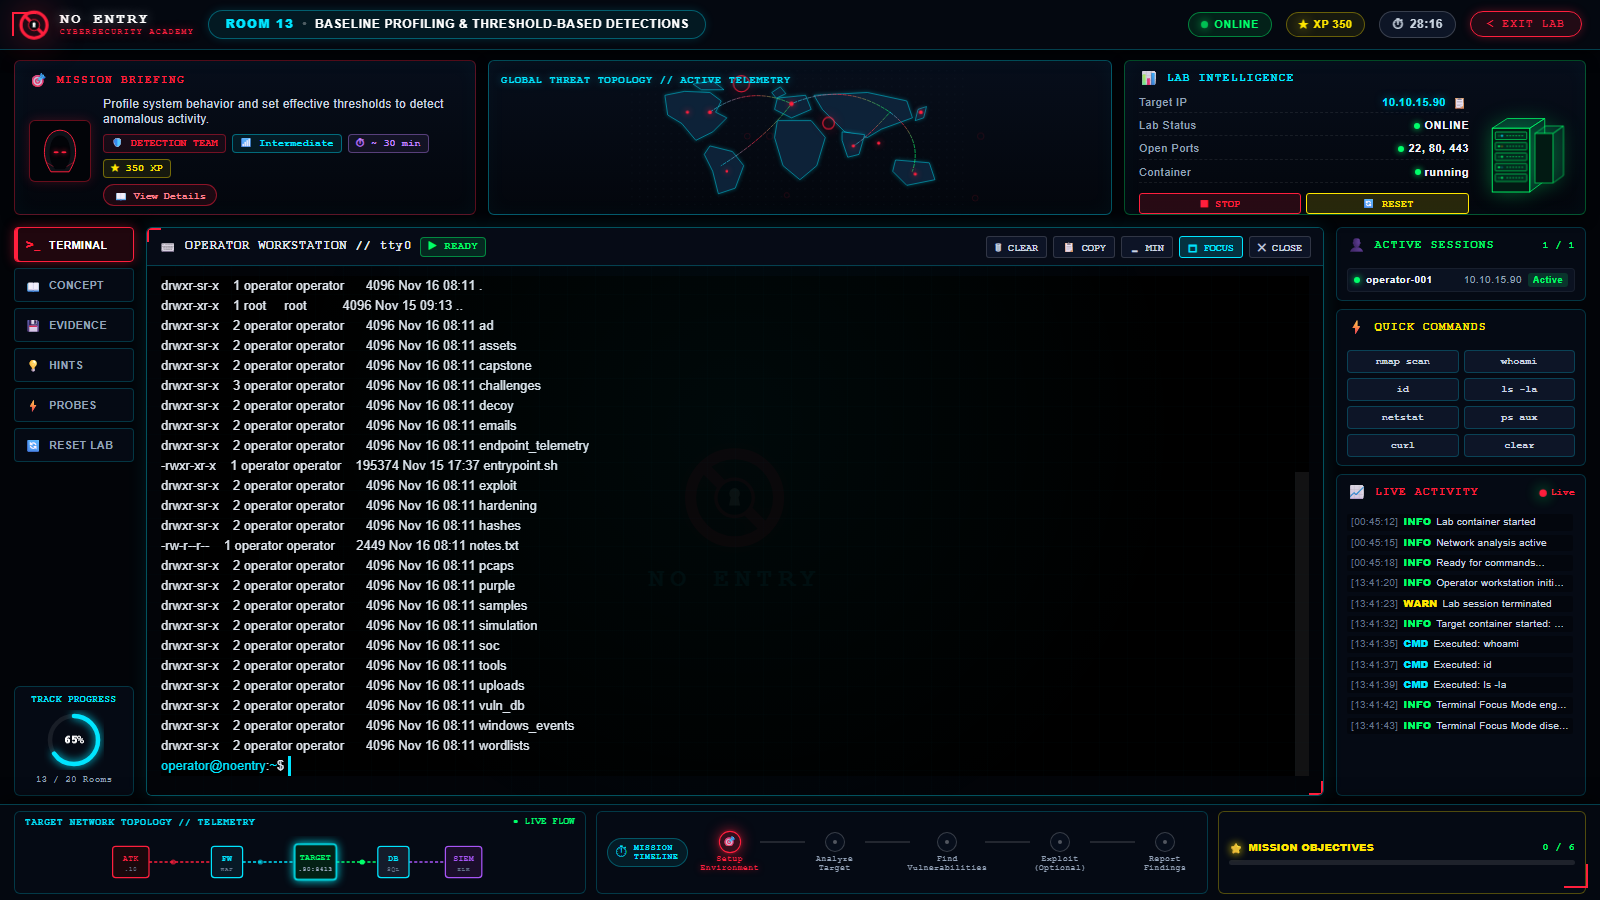 NO ENTRY
CYBERSECURITY ACADEMY
ROOM 13 • BASELINE PROFILING & THRESHOLD-BASED DETECTIONS
ONLINE
XP 350
28:16
< EXIT LAB
MISSION BRIEFING
Profile system behavior and set effective thresholds to detect
anomalous activity.
DETECTION TEAM
Intermediate
~ 30 min
350 XP
View Details
GLOBAL THREAT TOPOLOGY // ACTIVE TELEMETRY
LAB INTELLIGENCE
Target IP 10.10.15.90
Lab Status ONLINE
Open Ports 22, 80, 443
Container running
STOP
RESET
>_ TERMINAL
CONCEPT
EVIDENCE
HINTS
PROBES
RESET LAB
TRACK PROGRESS
65%
13 / 20 Rooms
OPERATOR WORKSTATION // tty0
READY
CLEAR
COPY
MIN
FOCUS
CLOSE
drwxr-sr-x 1 operator operator 4096 Nov 16 08:11 .
drwxr-xr-x 1 root root 4096 Nov 15 09:13 ..
drwxr-sr-x 2 operator operator 4096 Nov 16 08:11 ad
drwxr-sr-x 2 operator operator 4096 Nov 16 08:11 assets
drwxr-sr-x 2 operator operator 4096 Nov 16 08:11 capstone
drwxr-sr-x 3 operator operator 4096 Nov 16 08:11 challenges
drwxr-sr-x 2 operator operator 4096 Nov 16 08:11 decoy
drwxr-sr-x 2 operator operator 4096 Nov 16 08:11 emails
drwxr-sr-x 2 operator operator 4096 Nov 16 08:11 endpoint_telemetry
-rwxr-xr-x 1 operator operator 195374 Nov 15 17:37 entrypoint.sh
drwxr-sr-x 2 operator operator 4096 Nov 16 08:11 exploit
drwxr-sr-x 2 operator operator 4096 Nov 16 08:11 hardening
drwxr-sr-x 2 operator operator 4096 Nov 16 08:11 hashes
-rw-r--r-- 1 operator operator 2449 Nov 16 08:11 notes.txt
drwxr-sr-x 2 operator operator 4096 Nov 16 08:11 pcaps
drwxr-sr-x 2 operator operator 4096 Nov 16 08:11 purple
drwxr-sr-x 2 operator operator 4096 Nov 16 08:11 samples
drwxr-sr-x 2 operator operator 4096 Nov 16 08:11 simulation
drwxr-sr-x 2 operator operator 4096 Nov 16 08:11 soc
drwxr-sr-x 2 operator operator 4096 Nov 16 08:11 tools
drwxr-sr-x 2 operator operator 4096 Nov 16 08:11 uploads
drwxr-sr-x 2 operator operator 4096 Nov 16 08:11 vuln_db
drwxr-sr-x 2 operator operator 4096 Nov 16 08:11 windows_events
drwxr-sr-x 2 operator operator 4096 Nov 16 08:11 wordlists
operator@noentry:~$
NO ENTRY
ACTIVE SESSIONS 1 / 1
operator-001 10.10.15.90 Active
QUICK COMMANDS
nmap scan
whoami
id
ls -la
netstat
ps aux
curl
clear
LIVE ACTIVITY Live
[00:45:12] INFO Lab container started
[00:45:15] INFO Network analysis active
[00:45:18] INFO Ready for commands...
[13:41:20] INFO Operator workstation initi...
[13:41:23] WARN Lab session terminated
[13:41:32] INFO Target container started: ...
[13:41:35] CMD Executed: whoami
[13:41:37] CMD Executed: id
[13:41:39] CMD Executed: ls -la
[13:41:42] INFO Terminal Focus Mode eng...
[13:41:43] INFO Terminal Focus Mode dise...
TARGET NETWORK TOPOLOGY // TELEMETRY
LIVE FLOW
ATK
.10
FW
TARGET
.90:8413
DB
SQL
SIEM
MISSION
TIMELINE
Setup
Environment
Analyze
Target
Find
Vulnerabilities
Exploit
(Optional)
Report
Findings
MISSION OBJECTIVES 0 / 6